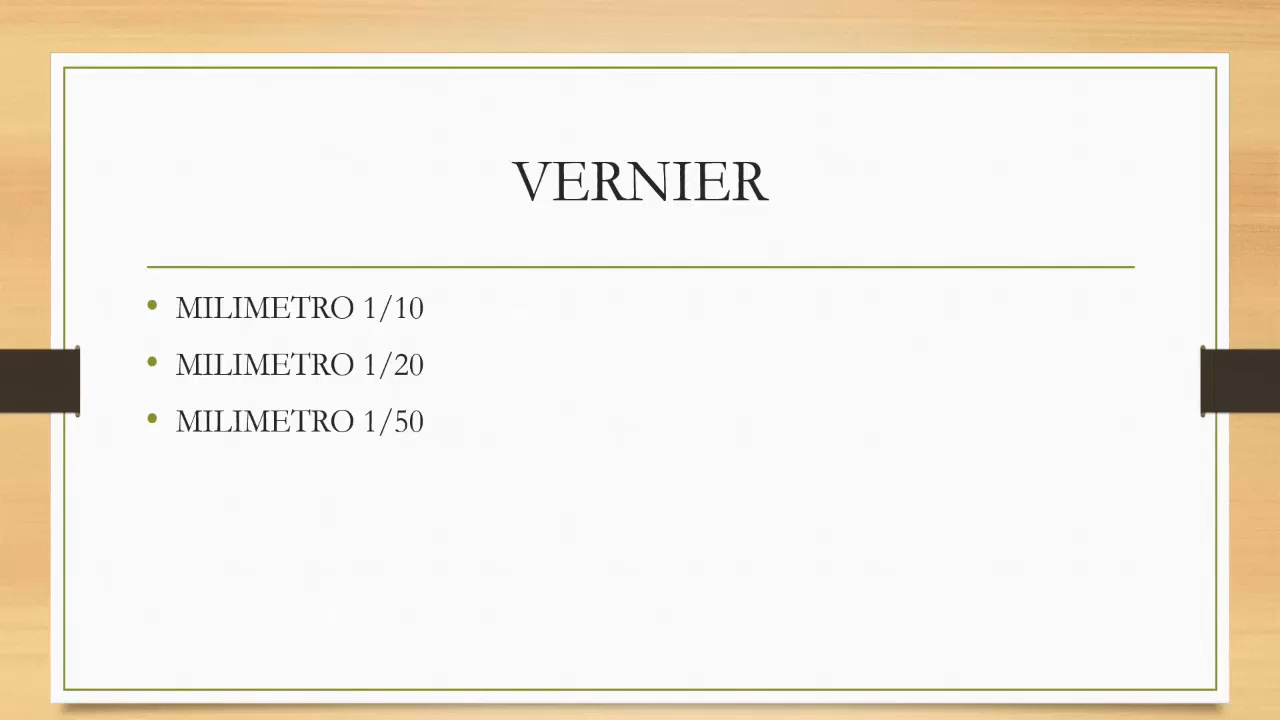 VERNIER
• MILIMETRO 1/10
• MILIMETRO 1/20
• MILIMETRO 1/50